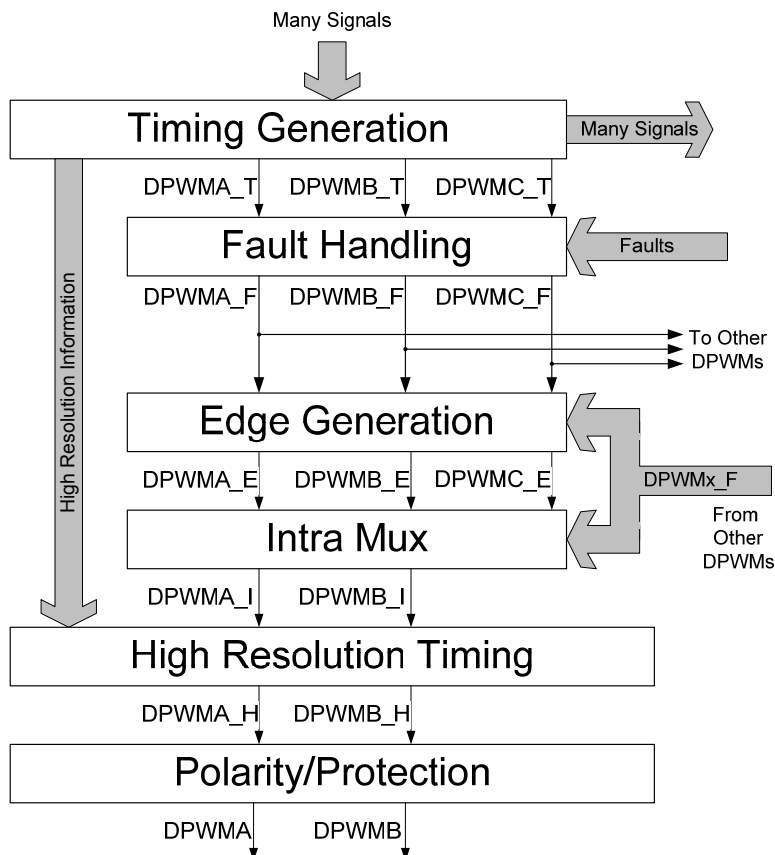 Many Signals
Timing Generation
Many Signals
DPWMA_T
DPWMB_T
DPWMC_T
Fault Handling
Faults
DPWMA_F
DPWMB_F
DPWMC_F
High Resolution Information
To Other
DPWMs
Edge Generation
DPWMA_E
DPWMB_E
DPWMC_E
DPWMx_F
From
Other
DPWMs
Intra Mux
DPWMA_I
DPWMB_I
High Resolution Timing
DPWMA_H
DPWMB_H
Polarity/Protection
DPWMA
DPWMB